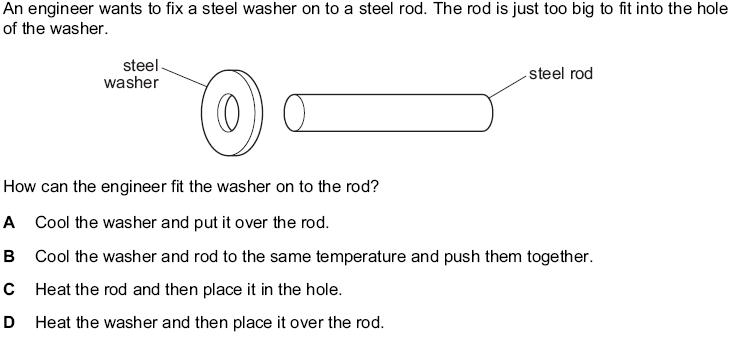 An engineer wants to fix a steel washer on to a steel rod. The rod is just too big to fit into the hole
of the washer.
steel
washer
steel rod
How can the engineer fit the washer on to the rod?
A Cool the washer and put it over the rod.
B Cool the washer and rod to the same temperature and push them together.
C Heat the rod and then place it in the hole.
D Heat the washer and then place it over the rod.